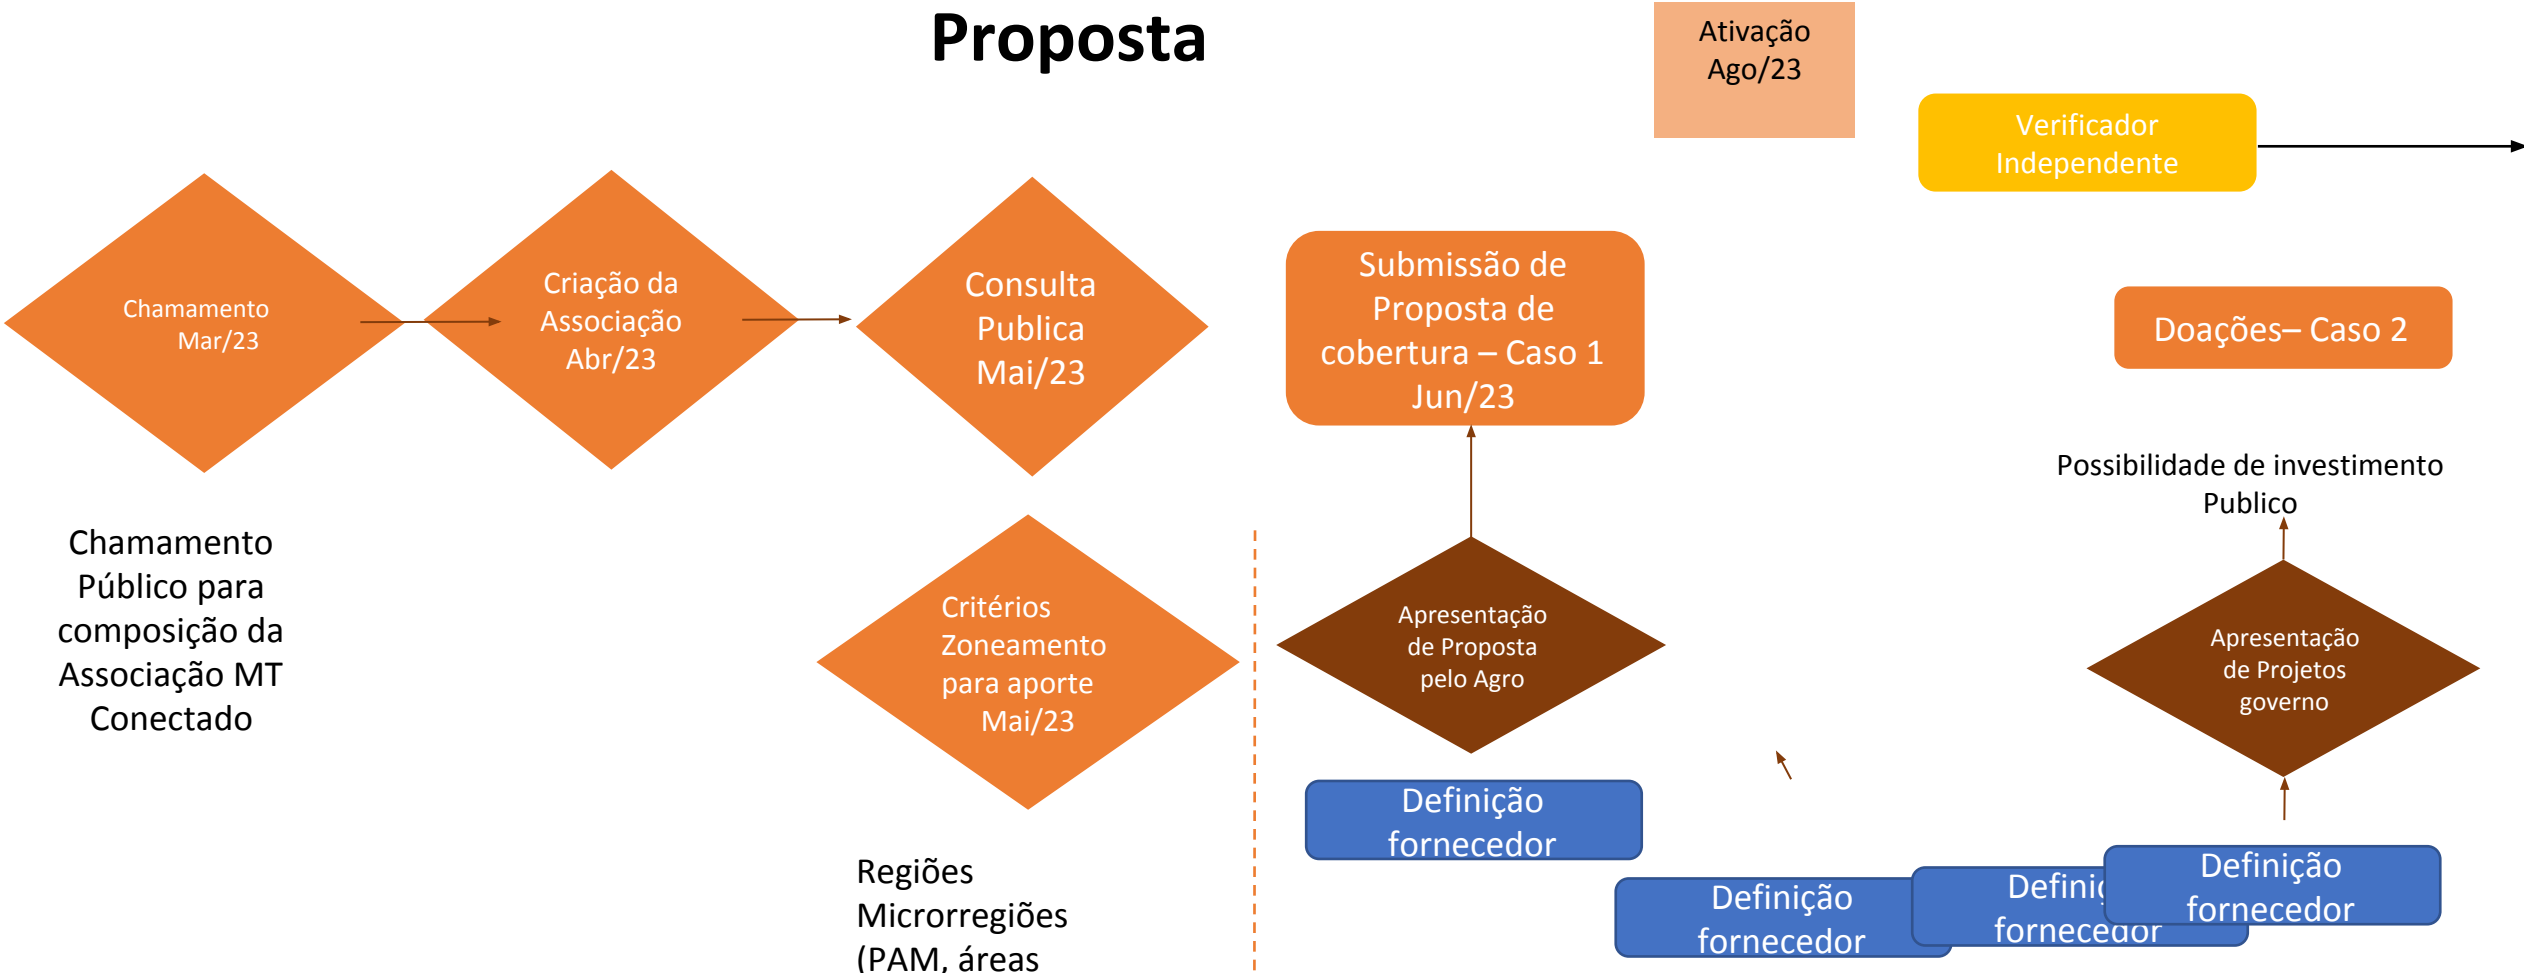 Proposta
Ativação
Ago/23
Verificador
Independente
Chamamento
Mar/23
Criação da
Associação
Abr/23
Consulta
Publica
Mai/23
Submissão de
Proposta de
cobertura – Caso 1
Jun/23
Doações– Caso 2
Possibilidade de investimento
Publico
Chamamento
Público para
composição da
Associação MT
Conectado
Critérios
Zoneamento
para aporte
Mai/23
Apresentação
de Proposta
pelo Agro
Apresentação
de Projetos
governo
Definição
fornecedor
Regiões
Microrregiões
(PAM, áreas
Definição
fornecedor
fornecedor
Definição
fornecedor